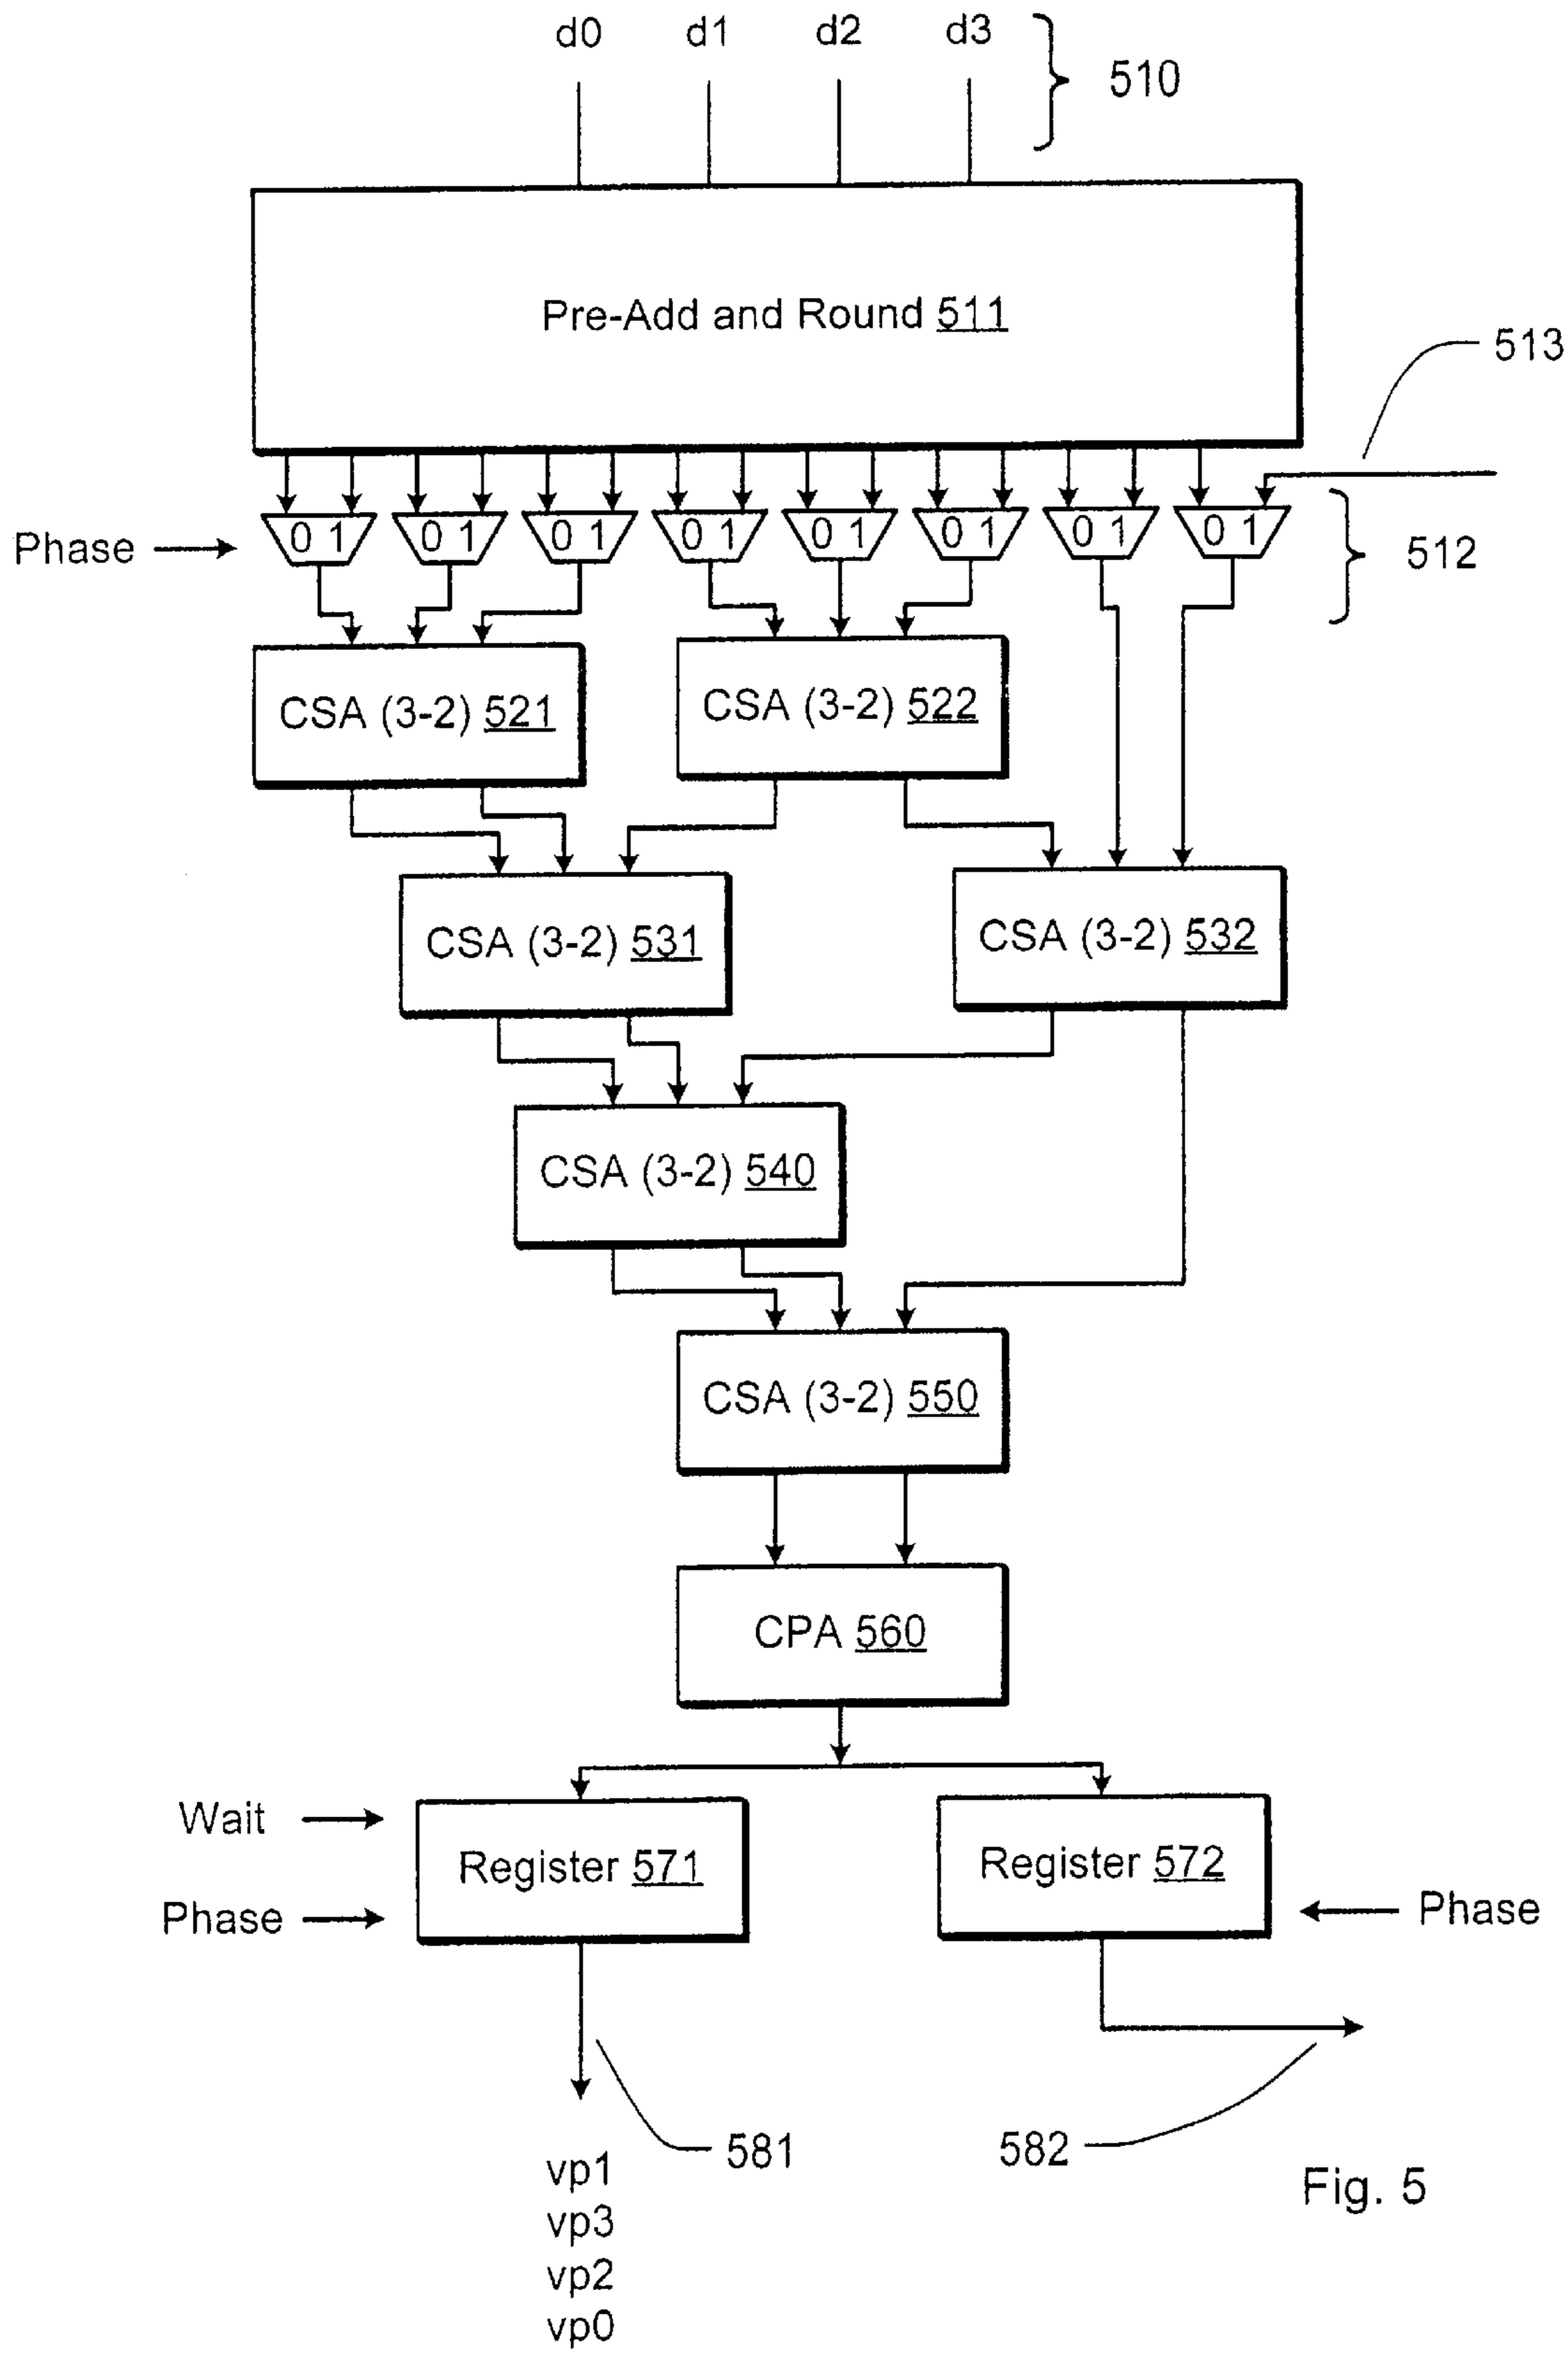 d0 d1 d2 d3
510
Pre-Add and Round 511
513
0 1 0 1 0 1 0 1 0 1 0 1 0 1 0 1
Phase
512
CSA (3-2) 521
CSA (3-2) 522
CSA (3-2) 531
CSA (3-2) 532
CSA (3-2) 540
CSA (3-2) 550
CPA 560
Wait
Register 571
Register 572
Phase
Phase
581
582
vp1
vp3
vp2
vp0
Fig. 5